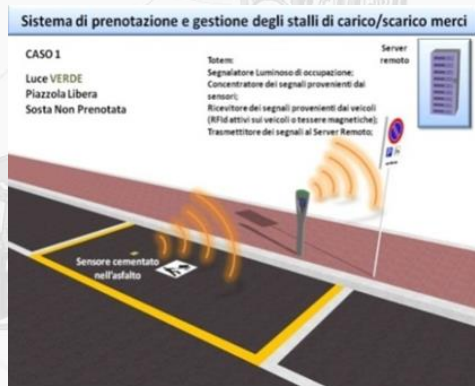 Sistema di prenotazione e gestione degli stalli di carico/scarico merci
CASO 1
Luce VERDE
Piazzola Libera
Sosta Non Prenotata
Totem:
Segnalatore Luminoso di occupazione;
Concentratore dei segnali provenienti dai
sensori;
Ricevitore dei segnali provenienti dai veicoli
(RFId attivi sui veicoli o tessere magnetiche);
Trasmettitore dei segnali al Server Remoto;
Server
remoto
Sensore cementato
nell'asfalto